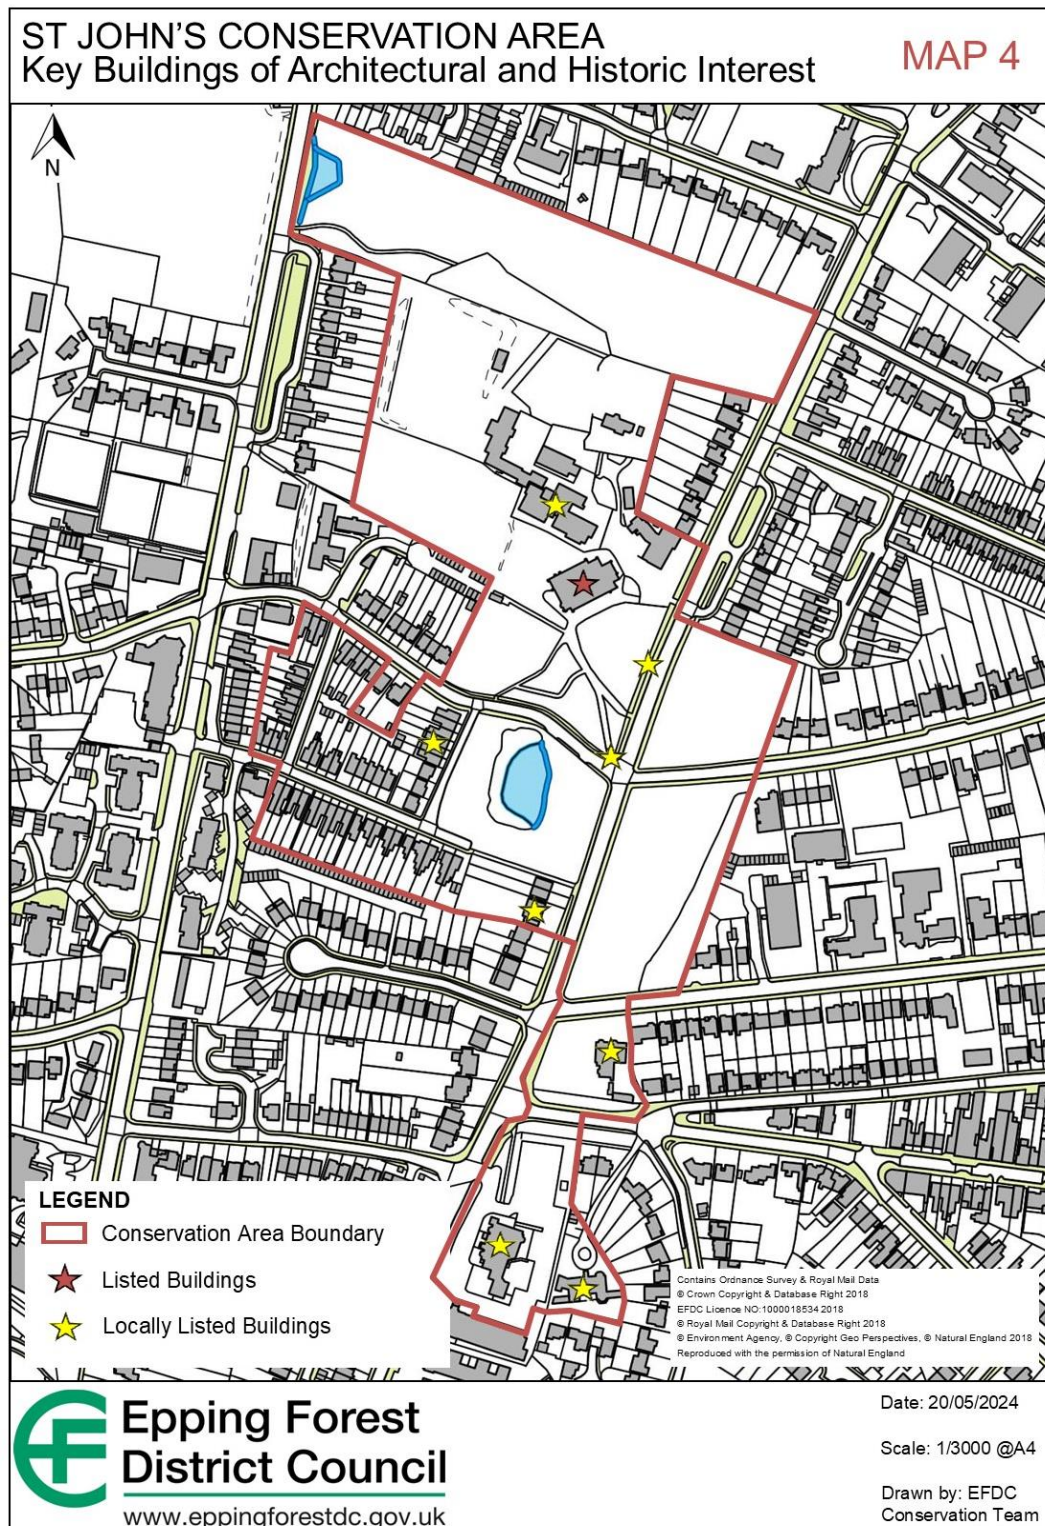 ST JOHN'S CONSERVATION AREA
Key Buildings of Architectural and Historic Interest
MAP 4
N
LEGEND
Conservation Area Boundary
Listed Buildings
Locally Listed Buildings
Contains Ordnance Survey & Royal Mail Data
© Crown Copyright & Database Right 2018
EFDC Licence NO:1000018534 2018
© Royal Mail Copyright & Database Right 2018
© Environment Agency, © Copyright Geo Perspectives, © Natural England 2018
Reproduced with the permission of Natural England
Epping Forest
District Council
www.eppingforestdc.gov.uk
Date: 20/05/2024
Scale: 1/3000 @A4
Drawn by: EFDC
Conservation Team